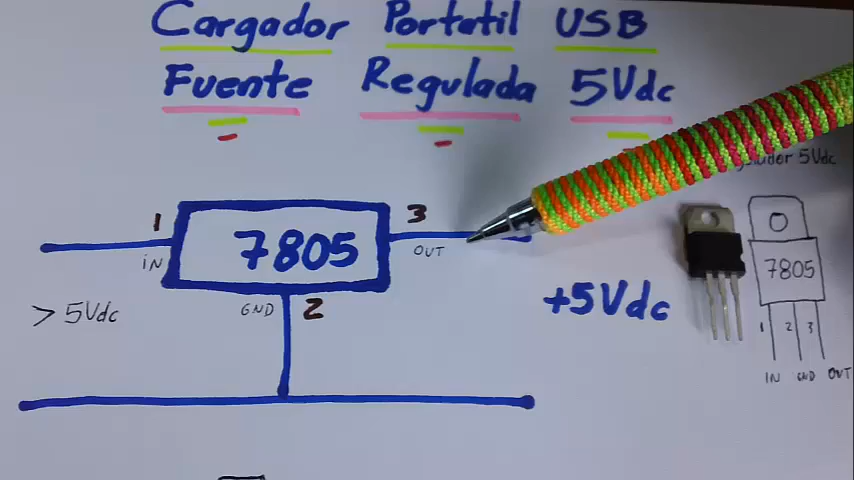 Cargador Portatil USB
Fuente Regulada 5Vdc
5Vdc
1
3
7805
IN
OUT
> 5Vdc
GND
2
+5Vdc
7805
1 2 3
IN GND OUT